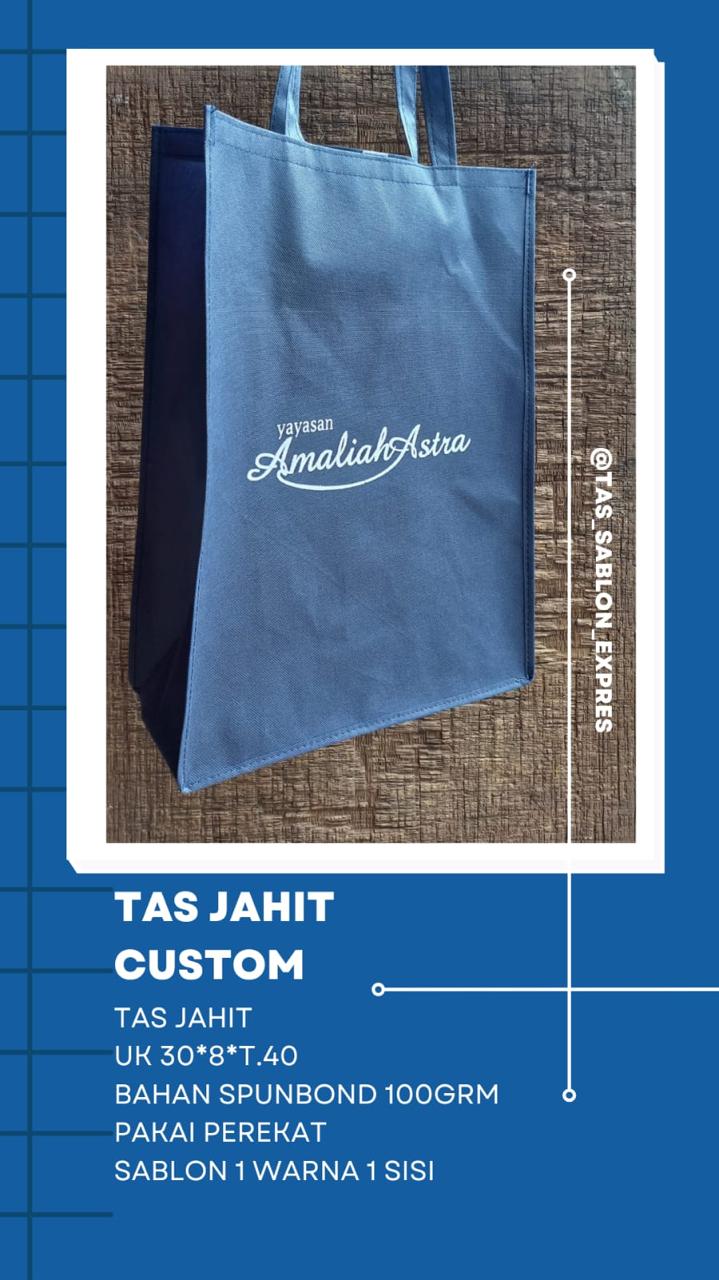 yayasan
AmaliahAstra
@TAS_SABLON_EXPRES
TAS JAHIT
CUSTOM
TAS JAHIT
UK 30*8*T.40
BAHAN SPUNBOND 100GRM
PAKAI PEREKAT
SABLON 1 WARNA 1 SISI